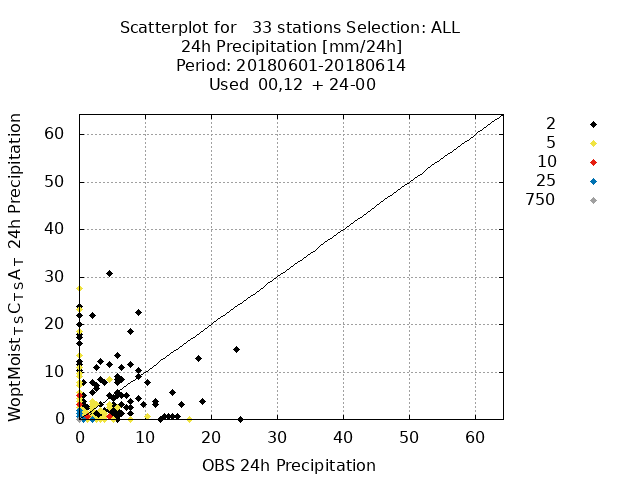 Scatterplot for 33 stations Selection: ALL
24h Precipitation [mm/24h]
Period: 20180601-20180614
Used 00,12 + 24-00
WoptMoist T T S C T S A T 24h Precipitation
60
50
40
30
20
10
0
0 10 20 30 40 50 60
OBS 24h Precipitation
2
5
10
25
750